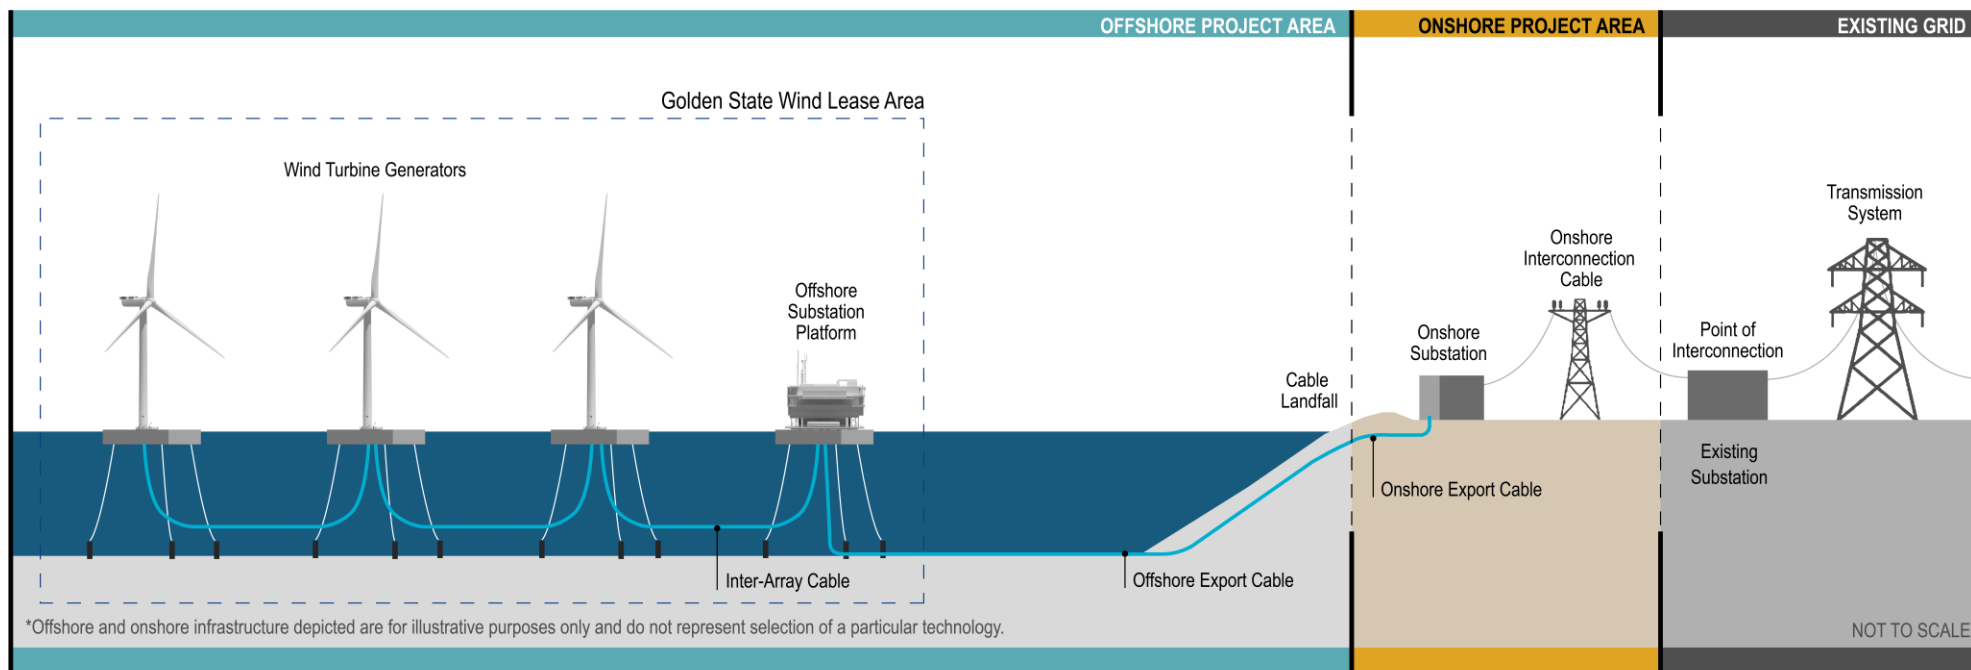 OFFSHORE PROJECT AREA
ONSHORE PROJECT AREA
EXISTING GRID
Golden State Wind Lease Area
Wind Turbine Generators
Offshore
Substation
Platform
Cable
Landfall
Onshore
Substation
Onshore
Interconnection
Cable
Point of
Interconnection
Transmission
System
Existing
Substation
Onshore Export Cable
Inter-Array Cable
Offshore Export Cable
*Offshore and onshore infrastructure depicted are for illustrative purposes only and do not represent selection of a particular technology.
NOT TO SCALE